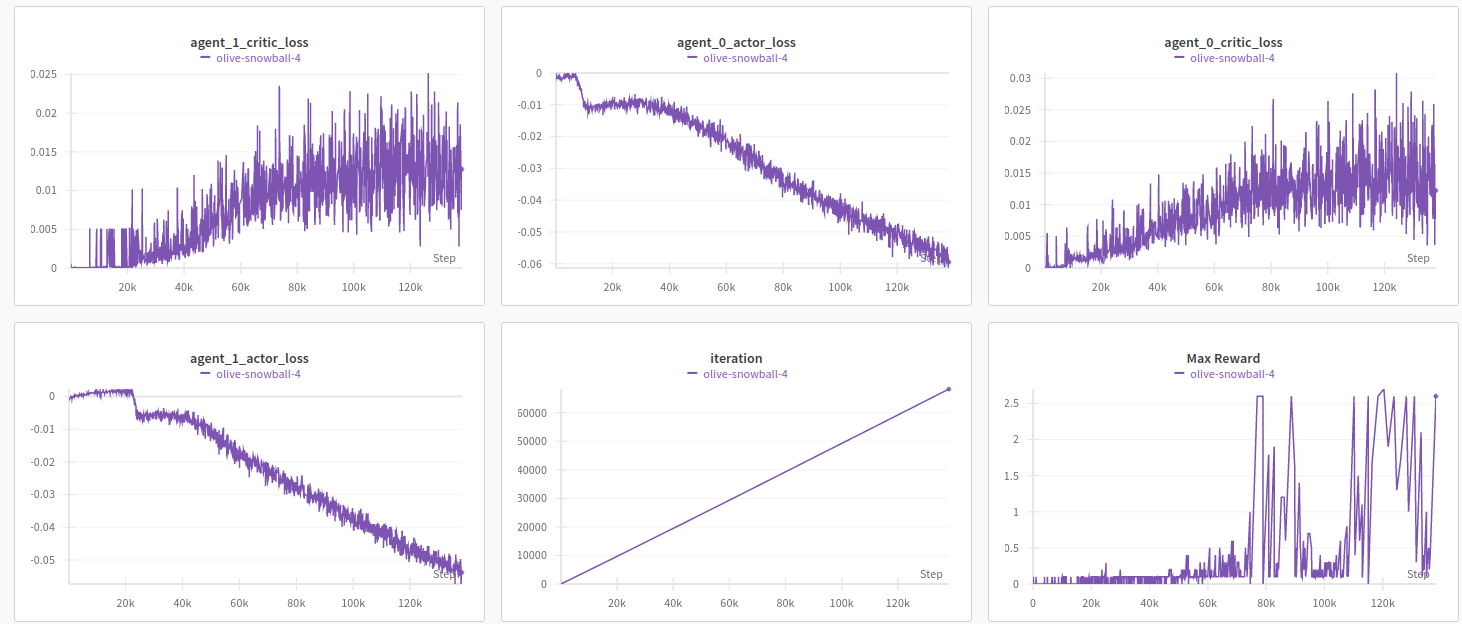 agent_1_critic_loss
olive-snowball-4
0.025
0.02
0.015
0.01
0.005
0
Step
20k 40k 60k 80k 100k 120k
agent_0_actor_loss
olive-snowball-4
0
-0.01
-0.02
-0.03
-0.04
-0.05
-0.06
Step
20k 40k 60k 80k 100k 120k
agent_0_critic_loss
olive-snowball-4
0.03
0.025
0.02
0.015
0.01
0.005
0
Step
20k 40k 60k 80k 100k 120k
agent_1_actor_loss
olive-snowball-4
0
-0.01
-0.02
-0.03
-0.04
-0.05
Step
20k 40k 60k 80k 100k 120k
iteration
olive-snowball-4
60000
50000
40000
30000
20000
10000
0
Step
20k 40k 60k 80k 100k 120k
Max Reward
olive-snowball-4
2.5
2
1.5
1
0.5
0
Step
0 20k 40k 60k 80k 100k 120k